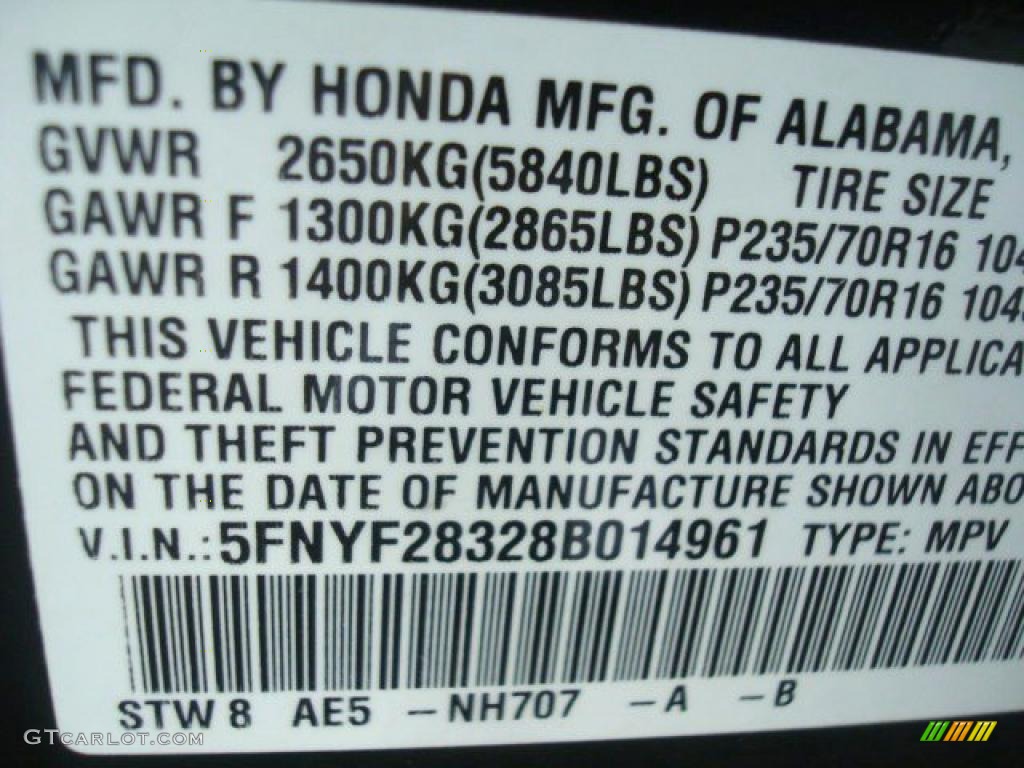 MFD. BY HONDA MFG. OF ALABAMA,
GVWR 2650KG(5840LBS) TIRE SIZE
GAWR F 1300KG(2865LBS) P235/70R16 104
GAWR R 1400KG(3085LBS) P235/70R16 104
THIS VEHICLE CONFORMS TO ALL APPLICA
FEDERAL MOTOR VEHICLE SAFETY
AND THEFT PREVENTION STANDARDS IN EFF
ON THE DATE OF MANUFACTURE SHOWN ABO
V.I.N.: 5FNYF28328B014961 TYPE: MPV
STW 8 AE5 -NH707 -A -B
GTCARLOT.COM